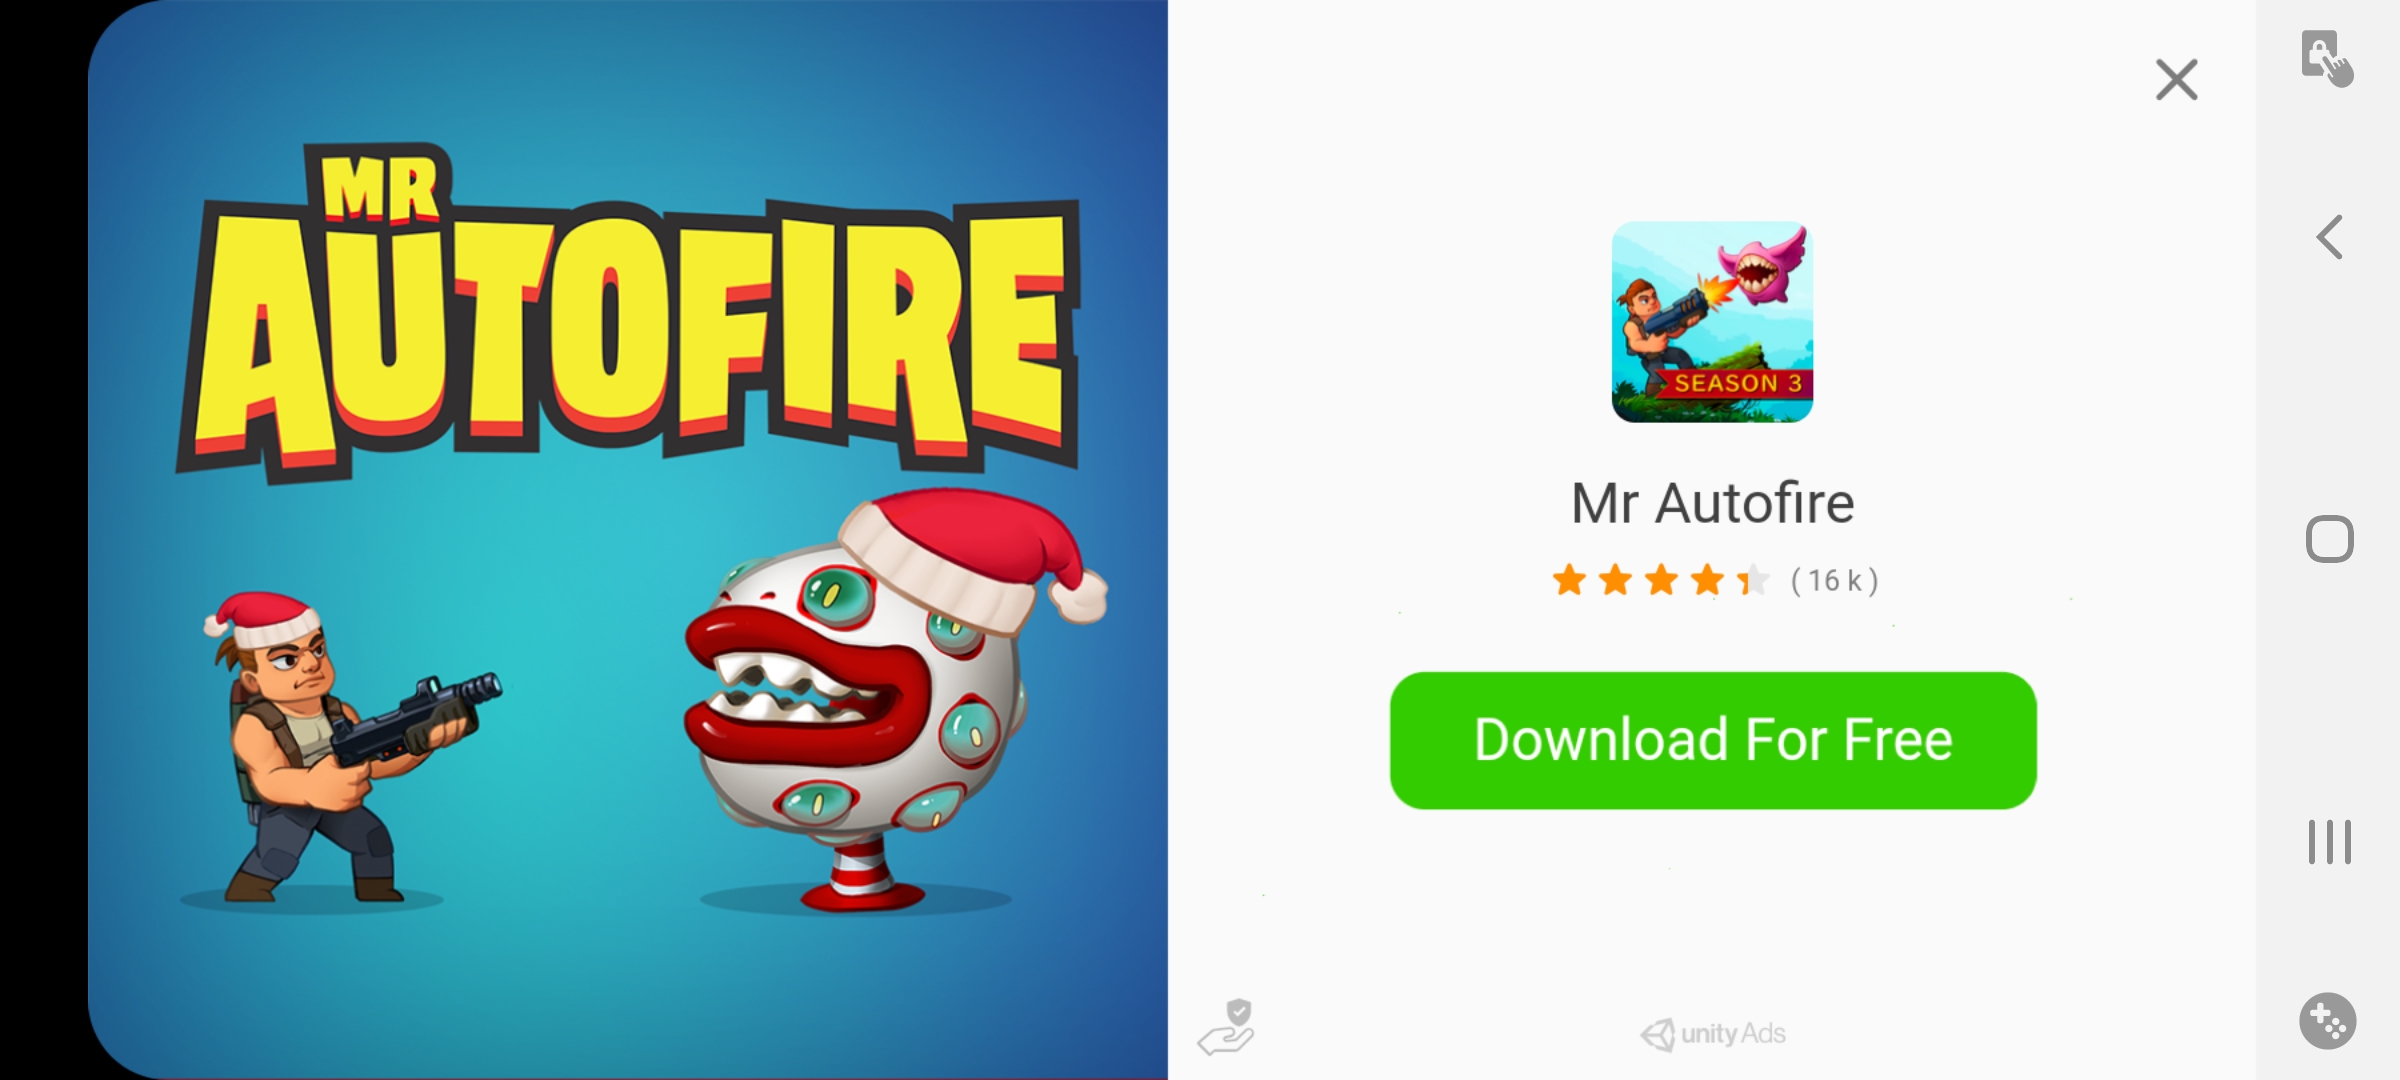 MR
AUTOFIRE
SEASON 3
Mr Autofire
( 16 k )
Download For Free
unity Ads